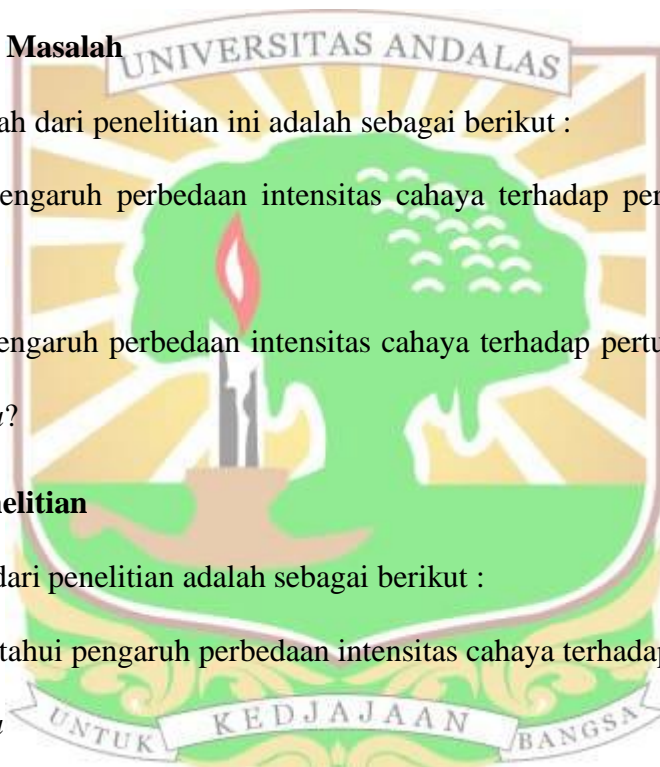 Masalah
UNIVERSITAS ANDALAS
ah dari penelitian ini adalah sebagai berikut :
engaruh perbedaan intensitas cahaya terhadap per
engaruh perbedaan intensitas cahaya terhadap pertu
?
nelitian
dari penelitian adalah sebagai berikut :
tahui pengaruh perbedaan intensitas cahaya terhadap
UNTUK KEDJAJAAN BANGSA